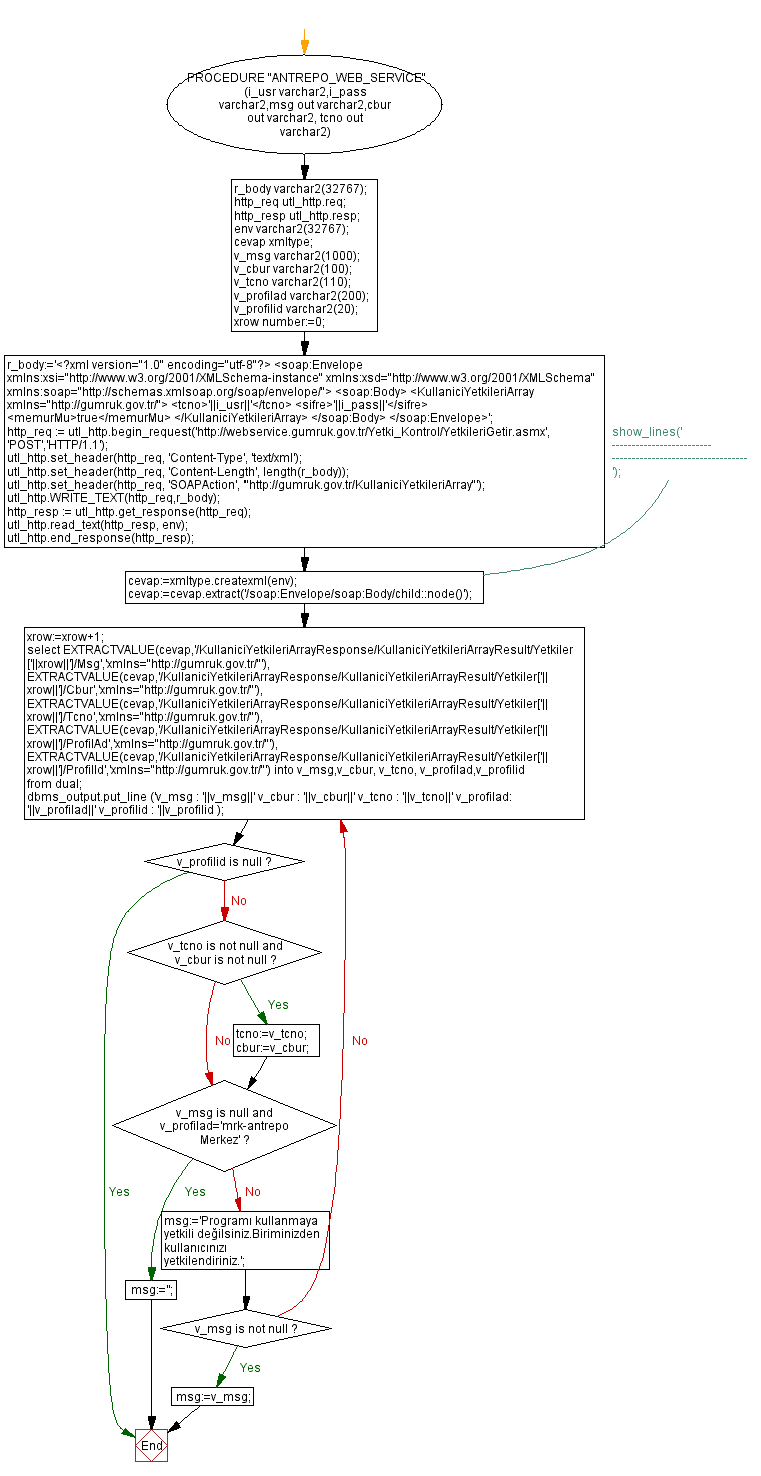 PROCEDURE "ANTREPO_WEB_SERVICE"
(i_usr varchar2,i_pass
varchar2,msg out varchar2,cbur
out varchar2, tcno out
varchar2)
r_body varchar2(32767);
http_req utl_http.req;
http_resp utl_http.resp;
env varchar2(32767);
cevap xmltype;
v_msg varchar2(1000);
v_cbur varchar2(100);
v_tcno varchar2(110);
v_profilad varchar2(200);
v_profilid varchar2(20);
xrow number:=0;
r_body:='<?xml version="1.0" encoding="utf-8"?> <soap:Envelope
xmlns:xsi="http://www.w3.org/2001/XMLSchema-instance" xmlns:xsd="http://www.w3.org/2001/XMLSchema"
xmlns:soap="http://schemas.xmlsoap.org/soap/envelope/"> <soap:Body> <KullaniciYetkileriArray
xmlns="http://gumruk.gov.tr/"> <tcno>'||i_usr||'</tcno> <sifre>'||i_pass||'</sifre>
<memurMu>true</memurMu> </KullaniciYetkileriArray> </soap:Body> </soap:Envelope>';
http_req := utl_http.begin_request('http://webservice.gumruk.gov.tr/Yetki_Kontrol/YetkileriGetir.asmx',
'POST','HTTP/1.1');
utl_http.set_header(http_req, 'Content-Type', 'text/xml');
utl_http.set_header(http_req, 'Content-Length', length(r_body));
utl_http.set_header(http_req, 'SOAPAction', '"http://gumruk.gov.tr/KullaniciYetkileriArray"');
utl_http.WRITE_TEXT(http_req,r_body);
http_resp := utl_http.get_response(http_req);
utl_http.read_text(http_resp, env);
utl_http.end_response(http_resp);
show_lines('
-------------------------
----------------------------------
');
cevap:=xmltype.createxml(env);
cevap:=cevap.extract('/soap:Envelope/soap:Body/child::node()');
xrow:=xrow+1;
select EXTRACTVALUE(cevap,'/KullaniciYetkileriArrayResponse/KullaniciYetkileriArrayResult/Yetkiler
['||xrow||']/Msg','xmlns="http://gumruk.gov.tr/"'),
EXTRACTVALUE(cevap,'/KullaniciYetkileriArrayResponse/KullaniciYetkileriArrayResult/Yetkiler['||
xrow||']/Cbur','xmlns="http://gumruk.gov.tr/"'),
EXTRACTVALUE(cevap,'/KullaniciYetkileriArrayResponse/KullaniciYetkileriArrayResult/Yetkiler['||
xrow||']/Tcno','xmlns="http://gumruk.gov.tr/"'),
EXTRACTVALUE(cevap,'/KullaniciYetkileriArrayResponse/KullaniciYetkileriArrayResult/Yetkiler['||
xrow||']/ProfilAd','xmlns="http://gumruk.gov.tr/"'),
EXTRACTVALUE(cevap,'/KullaniciYetkileriArrayResponse/KullaniciYetkileriArrayResult/Yetkiler['||
xrow||']/ProfilId','xmlns="http://gumruk.gov.tr/"') into v_msg,v_cbur, v_tcno, v_profilad,v_profilid
from dual;
dbms_output.put_line ('v_msg : '||v_msg||' v_cbur : '||v_cbur||' v_tcno : '||v_tcno||' v_profilad:
'||v_profilad||' v_profilid : '||v_profilid );
v_profilid is null ?
No
v_tcno is not null and
v_cbur is not null ?
Yes
tcno:=v_tcno;
cbur:=v_cbur;
No
No
v_msg is null and
v_profilad='mrk-antrepo
Merkez' ?
Yes
Yes
No
msg:='Programı kullanmaya
yetkili değilsiniz.Biriminizden
kullanıcınızı
yetkilendiriniz.';
msg:='';
v_msg is not null ?
Yes
msg:=v_msg;
End